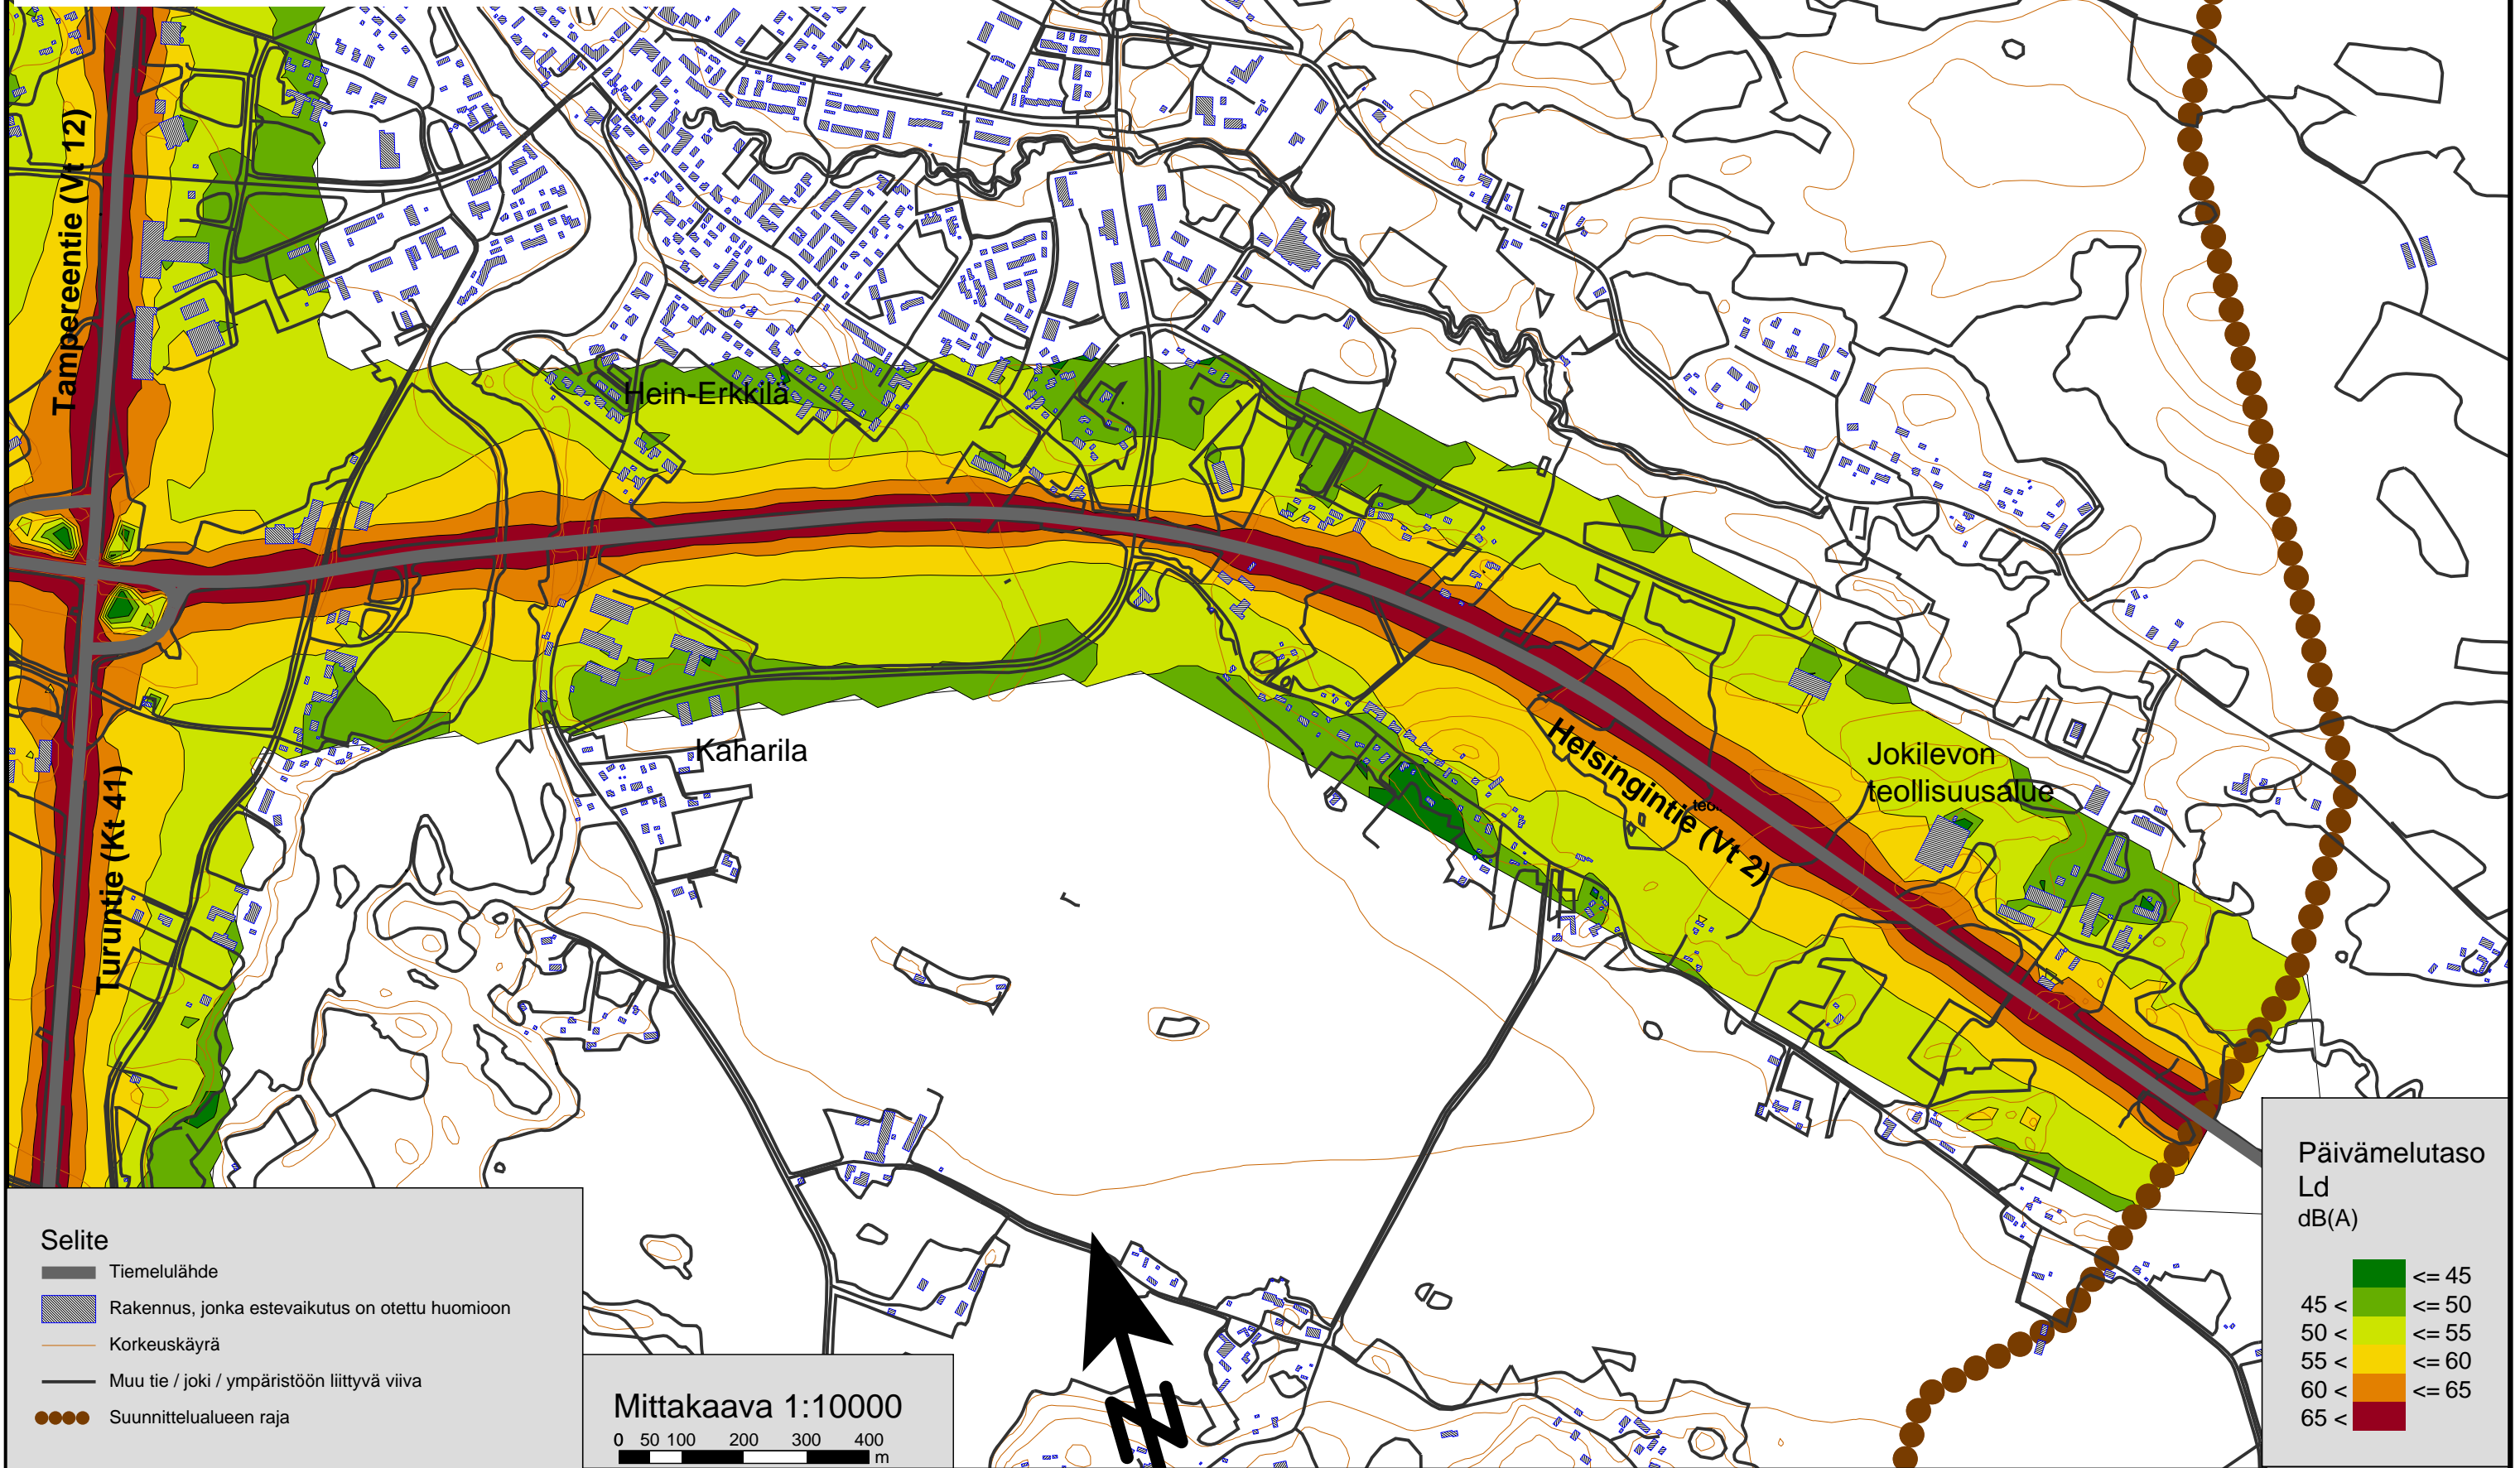 Tampereentie (Vt 12)
Hein-Erkkilä
Kaharila
Turuntie (Kt 41)
Helsingintie (Vt 2)
Jokilevon
teollisuusalue
Selite
Tiemelulähde
Rakennus, jonka estevaikutus on otettu huomioon
Korkeuskäyrä
Muu tie / joki / ympäristöön liittyvä viiva
Suunnittelualueen raja
Mittakaava 1:10000
0 50 100 200 300 400
m
N
Päivämelutaso
Ld
dB(A)
<= 45
45 < <= 50
50 < <= 55
55 < <= 60
60 < <= 65
65 <